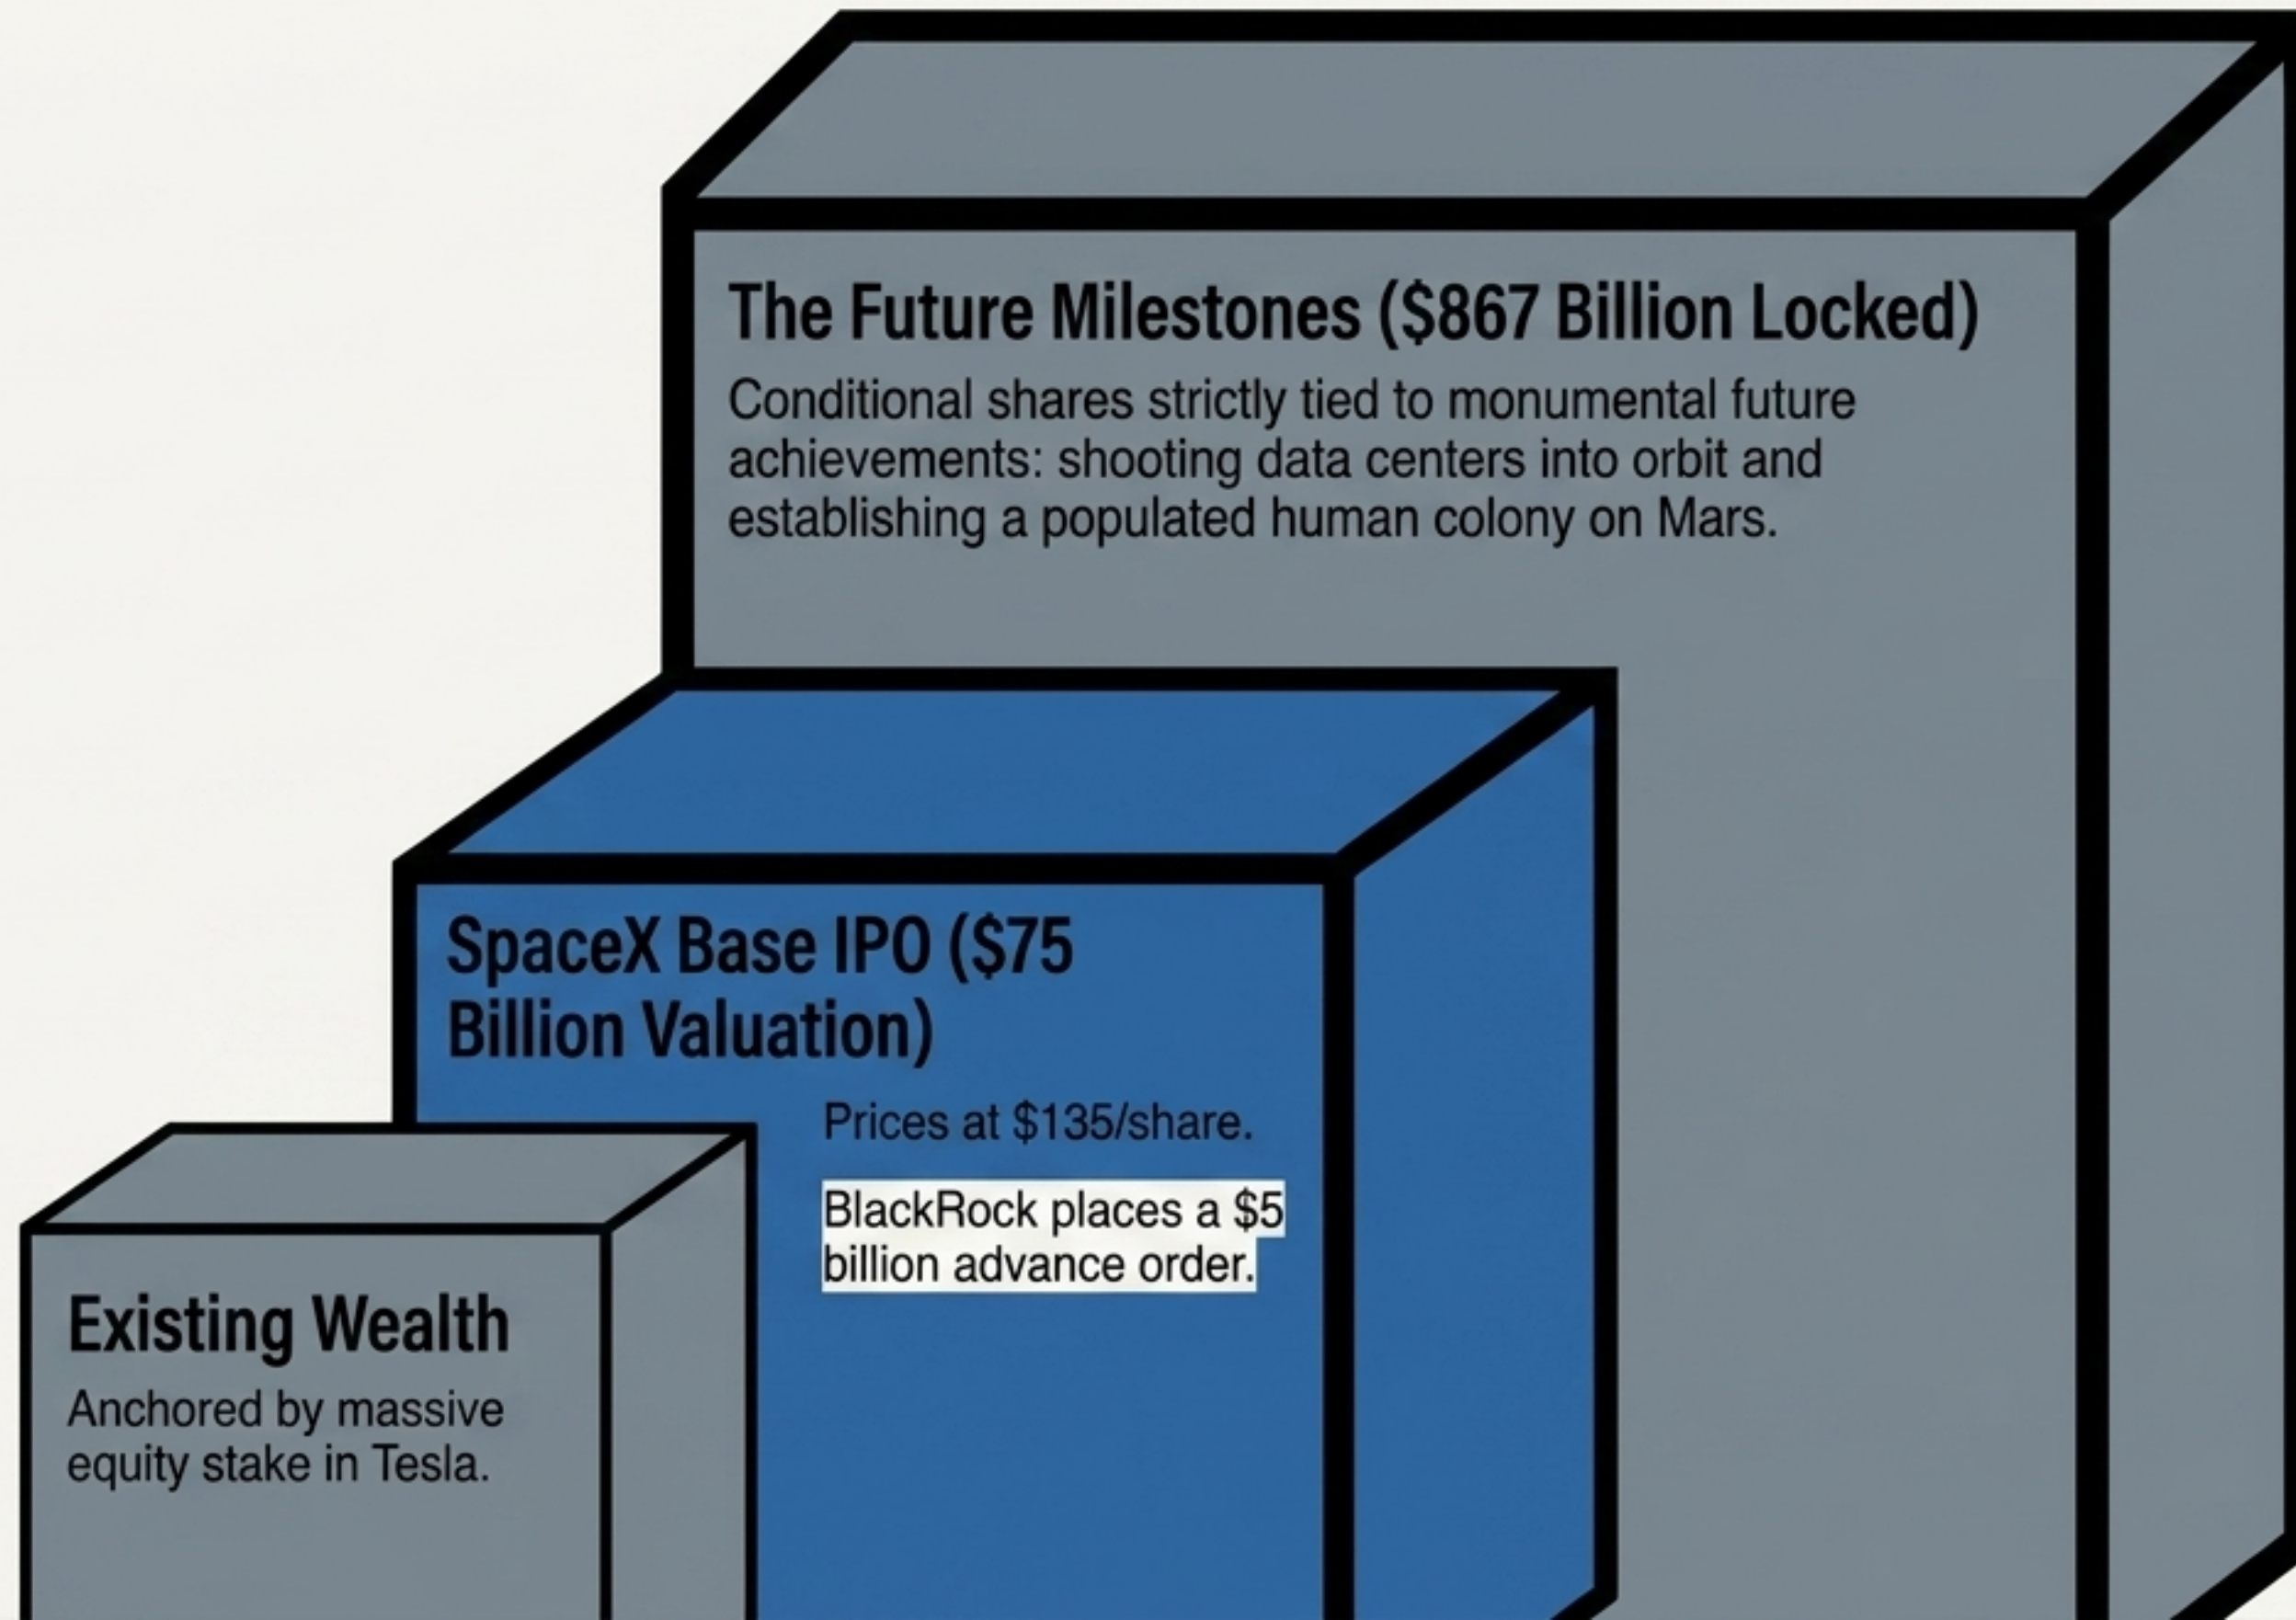 The Future Milestones ($867 Billion Locked)
Conditional shares strictly tied to monumental future
achievements: shooting data centers into orbit and
establishing a populated human colony on Mars.
SpaceX Base IPO ($75
Billion Valuation)
Prices at $135/share.
BlackRock places a $5
billion advance order.
Existing Wealth
Anchored by massive
equity stake in Tesla.